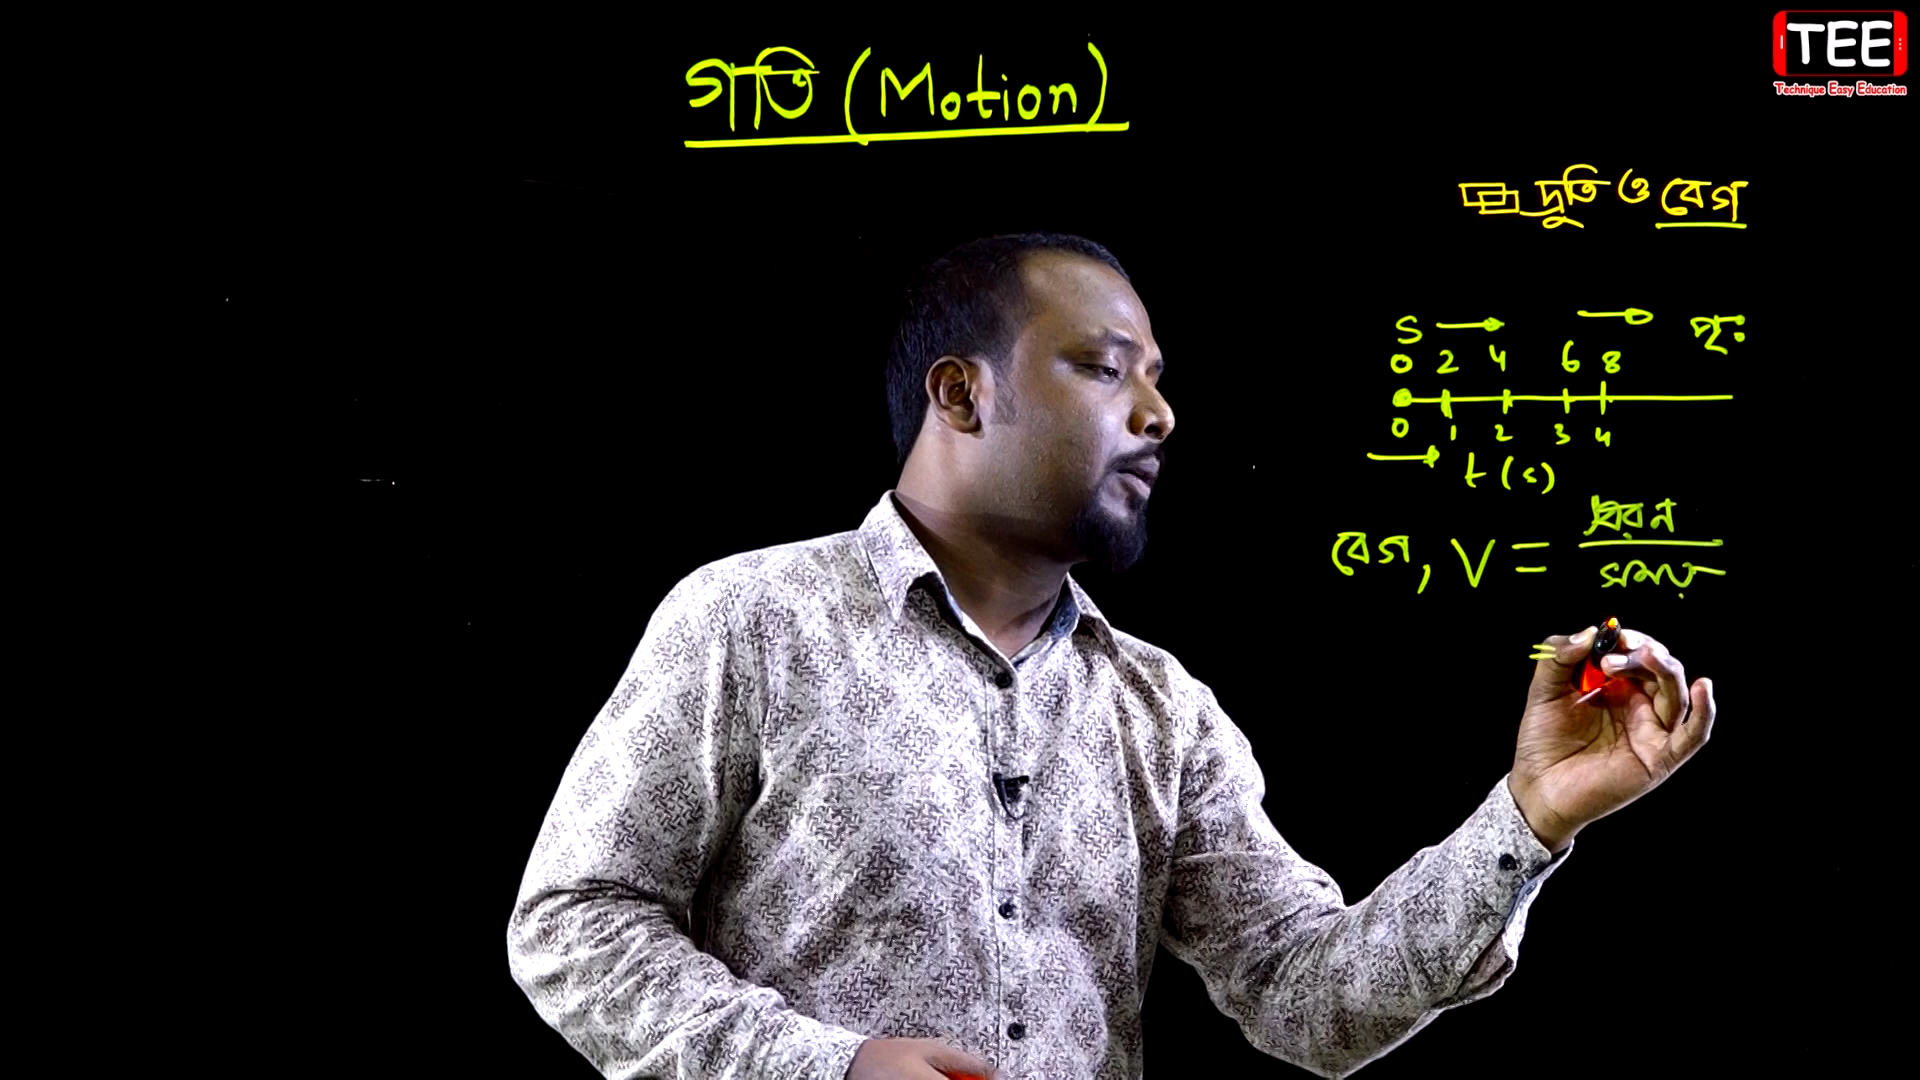 গতি (Motion)
TEE
Technique Easy Education
দ্রুতি ও বেগ
S
পূ:
0 2 4 6 8
0 1 2 3 4
t (s)
বেগ, V = সরণ
সময়
=